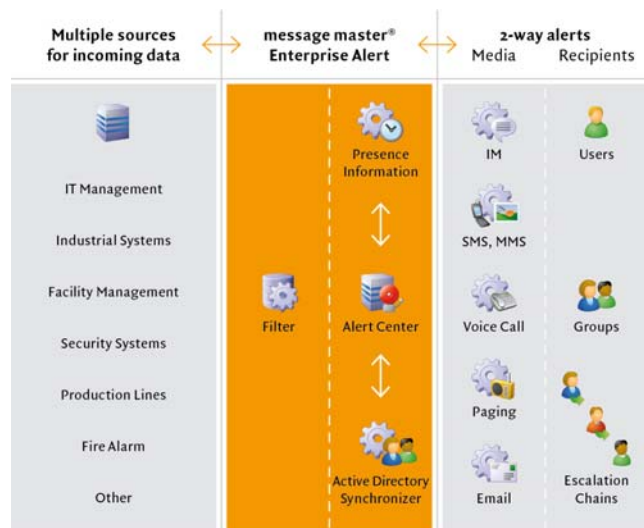 Multiple sources
for incoming data
message master®
Enterprise Alert
2-way alerts
Media
Recipients
IT Management
Industrial Systems
Facility Management
Security Systems
Production Lines
Fire Alarm
Other
Filter
Presence
Information
Alert Center
Active Directory
Synchronizer
IM
SMS, MMS
Voice Call
Paging
Email
Users
Groups
Escalation
Chains